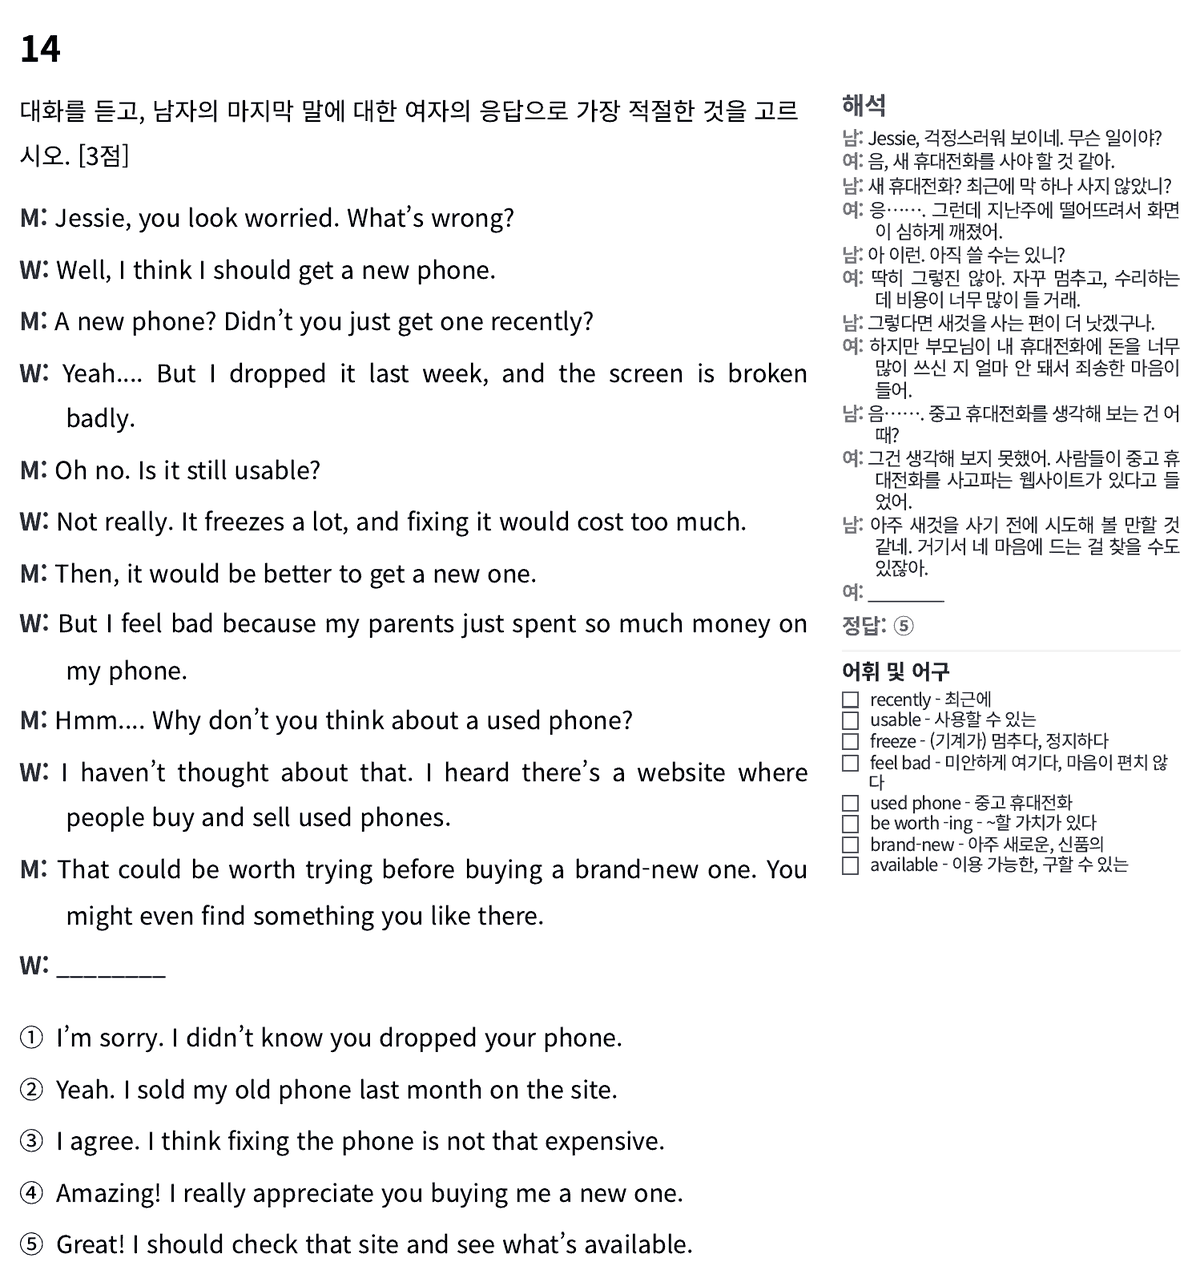 14
대화를 듣고, 남자의 마지막 말에 대한 여자의 응답으로 가장 적절한 것을 고르
시오. [3점]
M: Jessie, you look worried. What's wrong?
W: Well, I think I should get a new phone.
M: A new phone? Didn't you just get one recently?
W: Yeah.... But I dropped it last week, and the screen is broken
badly.
M: Oh no. Is it still usable?
W: Not really. It freezes a lot, and fixing it would cost too much.
M: Then, it would be better to get a new one.
W: But I feel bad because my parents just spent so much money on
my phone.
M: Hmm.... Why don't you think about a used phone?
W: I haven't thought about that. I heard there's a website where
people buy and sell used phones.
M: That could be worth trying before buying a brand-new one. You
might even find something you like there.
W: ________
① I'm sorry. I didn't know you dropped your phone.
② Yeah. I sold my old phone last month on the site.
③ I agree. I think fixing the phone is not that expensive.
④ Amazing! I really appreciate you buying me a new one.
⑤ Great! I should check that site and see what's available.
해석
남: Jessie, 걱정스러워 보이네. 무슨 일이야?
여: 음, 새 휴대전화를 사야 할 것 같아.
남: 새 휴대전화? 최근에 막 하나 사지 않았니?
여: 응……. 그런데 지난주에 떨어뜨려서 화면
이 심하게 깨졌어.
남: 아 이런. 아직 쓸 수는 있니?
여: 딱히 그렇진 않아. 자꾸 멈추고, 수리하는
데 비용이 너무 많이 들 거래.
남: 그렇다면 새것을 사는 편이 더 낫겠구나.
여: 하지만 부모님이 내 휴대전화에 돈을 너무
많이 쓰신 지 얼마 안 돼서 죄송한 마음이
들어.
남: 음……. 중고 휴대전화를 생각해 보는 건 어
때?
여: 그건 생각해 보지 못했어. 사람들이 중고 휴
대전화를 사고파는 웹사이트가 있다고 들
었어.
남: 아주 새것을 사기 전에 시도해 볼 만할 것
같네. 거기서 네 마음에 드는 걸 찾을 수도
있잖아.
여: ________
정답: ⑤
어휘 및 어구
□ recently - 최근에
□ usable - 사용할 수 있는
□ freeze - (기계가) 멈추다, 정지하다
□ feel bad - 미안하게 여기다, 마음이 편치 않
다
□ used phone - 중고 휴대전화
□ be worth -ing - ~할 가치가 있다
□ brand-new - 아주 새로운, 신품의
□ available - 이용 가능한, 구할 수 있는